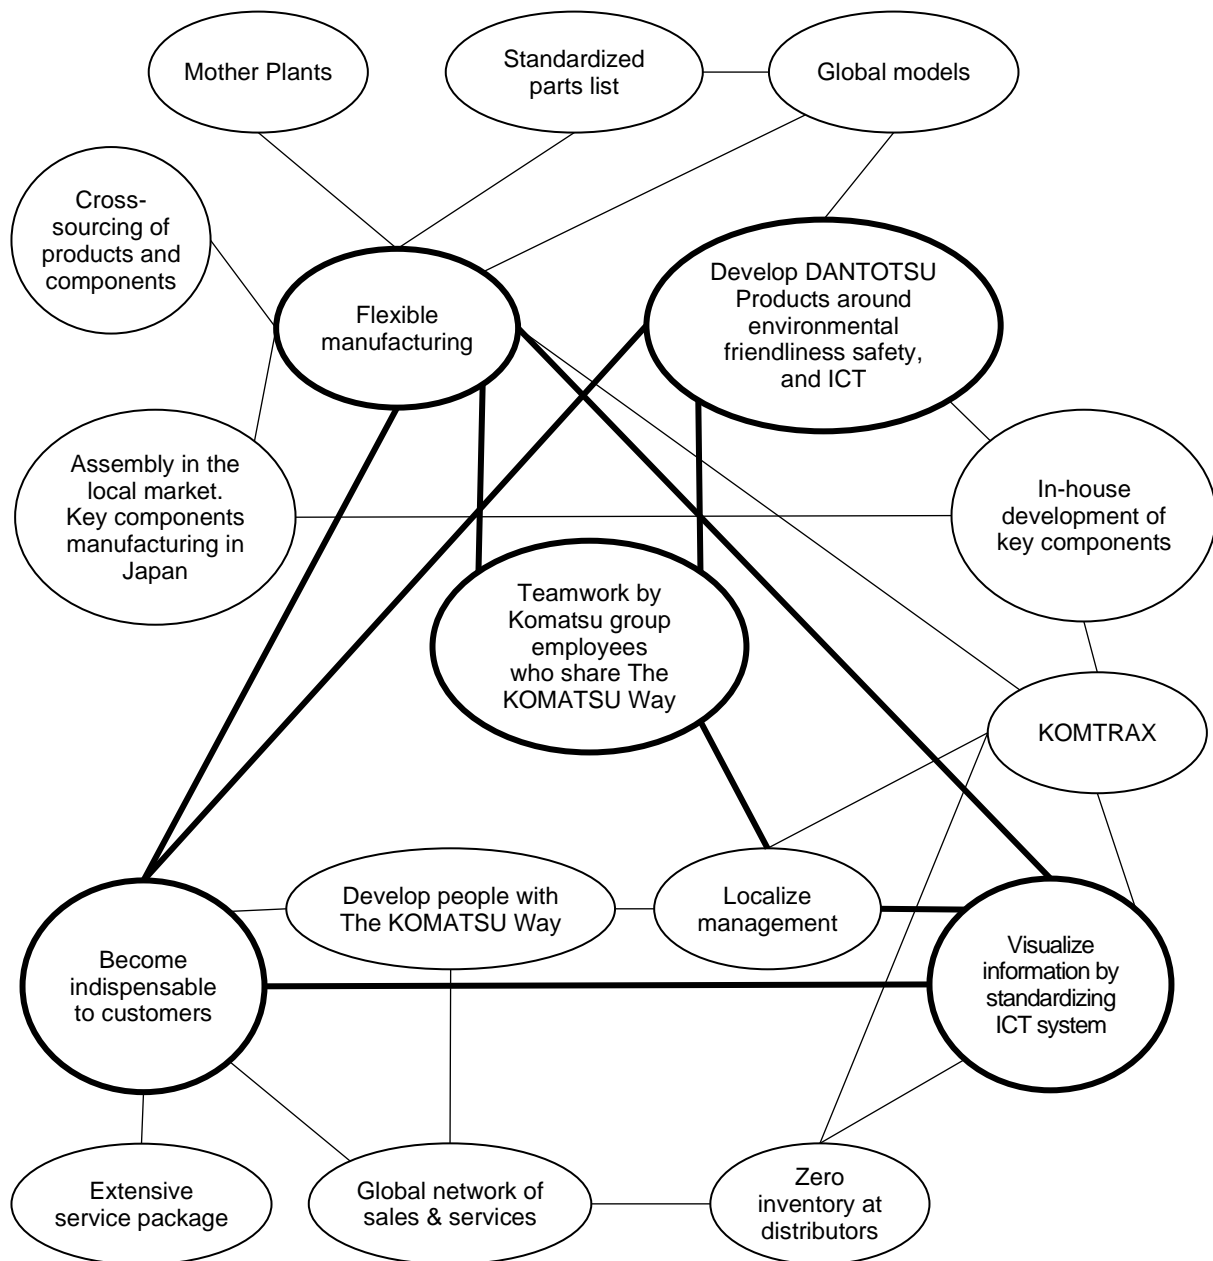 Mother Plants
Standardized
parts list
Global models
Cross-
sourcing of
products and
components
Flexible
manufacturing
Develop DANTOTSU
Products around
environmental
friendliness safety,
and ICT
Assembly in the
local market.
Key components
manufacturing in
Japan
In-house
development of
key components
Teamwork by
Komatsu group
employees
who share The
KOMATSU Way
KOMTRAX
Develop people with
The KOMATSU Way
Localize
management
Become
indispensable
to customers
Visualize
information by
standardizing
ICT system
Extensive
service package
Global network of
sales & services
Zero
inventory at
distributors